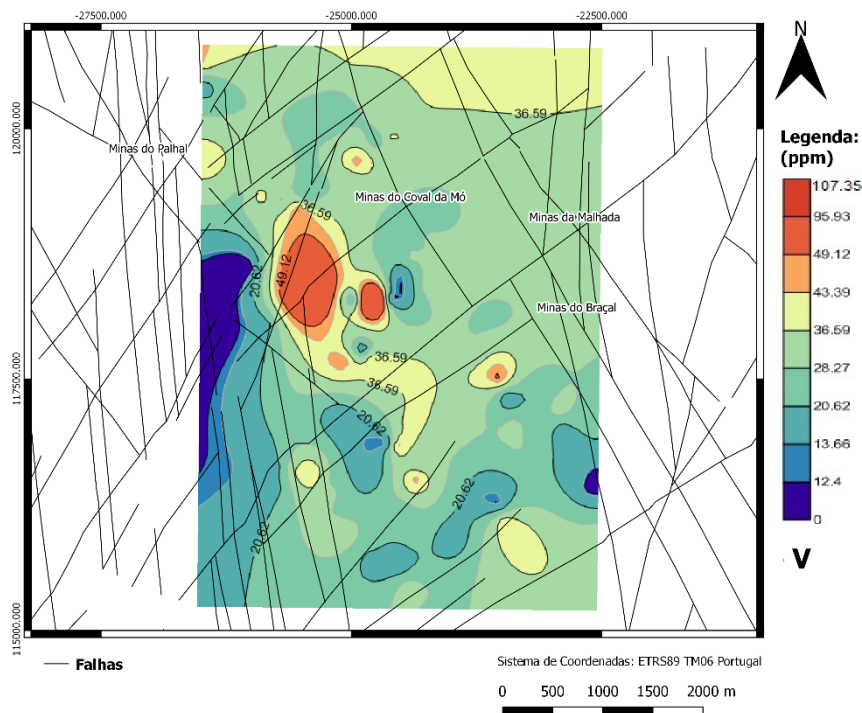 -27500.000
-25000.000
-22500.000
N
120000.000
117500.000
115000.000
36.59
Minas do Palhal
Minas do Coval da Mó
36.59
Minas da Malhada
20.62
49.12
Minas do Braçal
36.59
36.59
20.62
20.62
20.62
Legenda:
(ppm)
107.35
95.93
49.12
43.39
36.59
28.27
20.62
13.66
12.4
0
V
Falhas
Sistema de Coordenadas: ETRS89 TM06 Portugal
0 500 1000 1500 2000 m